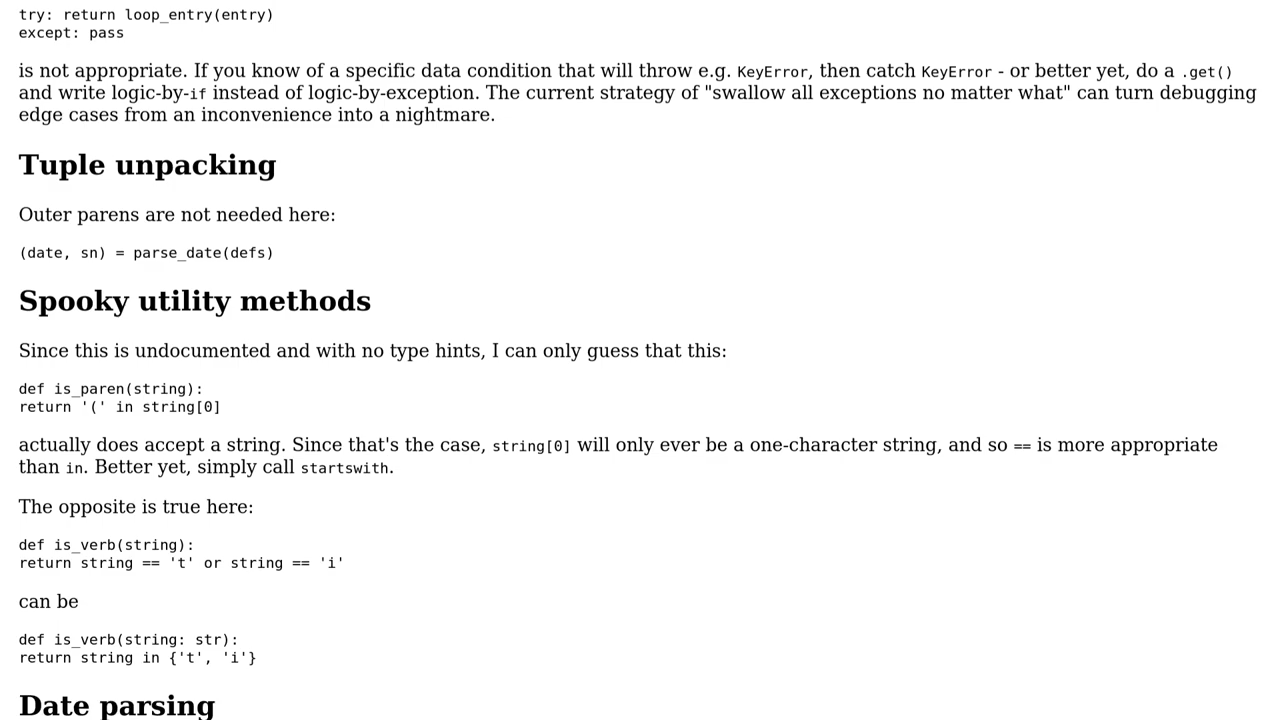 try: return loop_entry(entry)
except: pass
is not appropriate. If you know of a specific data condition that will throw e.g. KeyError, then catch KeyError - or better yet, do a .get()
and write logic-by-if instead of logic-by-exception. The current strategy of "swallow all exceptions no matter what" can turn debugging
edge cases from an inconvenience into a nightmare.
Tuple unpacking
Outer parens are not needed here:
(date, sn) = parse_date(defs)
Spooky utility methods
Since this is undocumented and with no type hints, I can only guess that this:
def is_paren(string):
return '(' in string[0]
actually does accept a string. Since that's the case, string[0] will only ever be a one-character string, and so == is more appropriate
than in. Better yet, simply call startswith.
The opposite is true here:
def is_verb(string):
return string == 't' or string == 'i'
can be
def is_verb(string: str):
return string in {'t', 'i'}
Date parsing